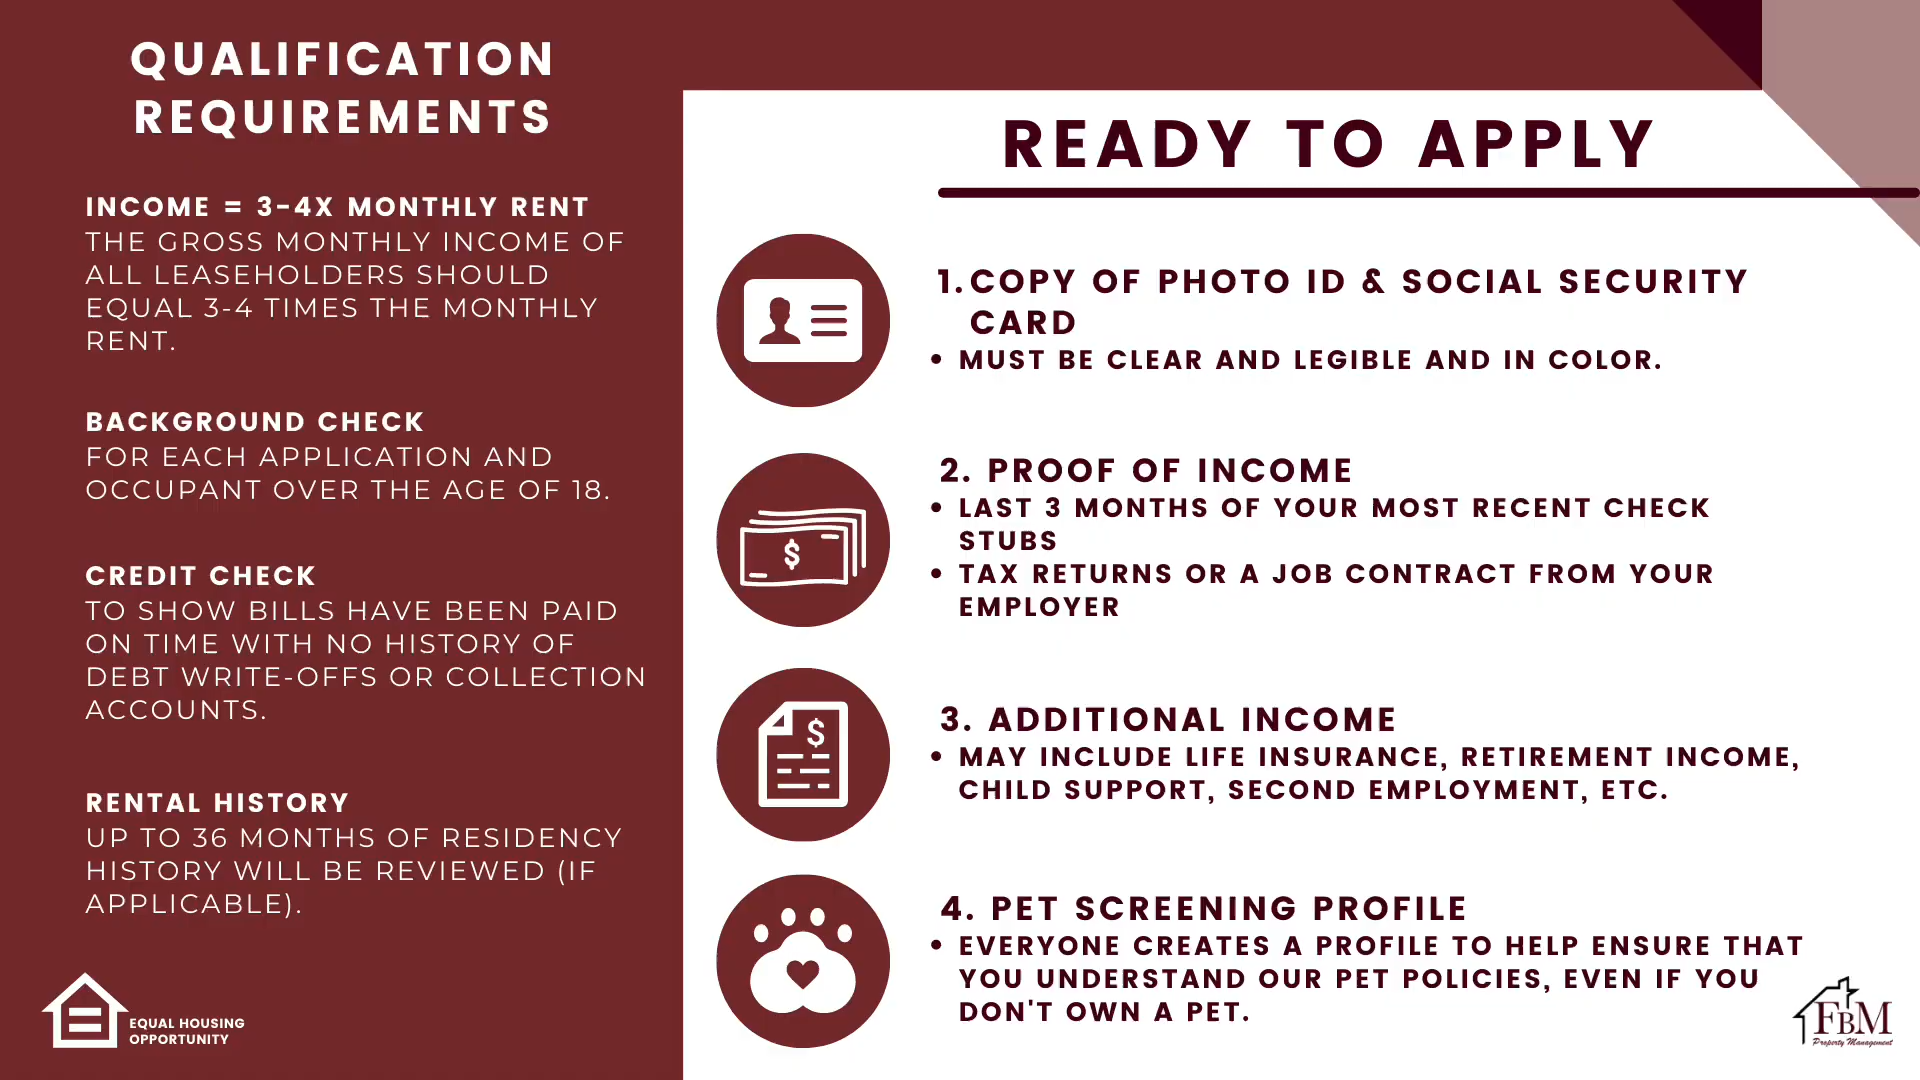 QUALIFICATION
REQUIREMENTS
INCOME = 3-4X MONTHLY RENT
THE GROSS MONTHLY INCOME OF
ALL LEASEHOLDERS SHOULD
EQUAL 3-4 TIMES THE MONTHLY
RENT.
BACKGROUND CHECK
FOR EACH APPLICATION AND
OCCUPANT OVER THE AGE OF 18.
CREDIT CHECK
TO SHOW BILLS HAVE BEEN PAID
ON TIME WITH NO HISTORY OF
DEBT WRITE-OFFS OR COLLECTION
ACCOUNTS.
RENTAL HISTORY
UP TO 36 MONTHS OF RESIDENCY
HISTORY WILL BE REVIEWED (IF
APPLICABLE).
EQUAL HOUSING
OPPORTUNITY
READY TO APPLY
1. COPY OF PHOTO ID & SOCIAL SECURITY
CARD
• MUST BE CLEAR AND LEGIBLE AND IN COLOR.
2. PROOF OF INCOME
• LAST 3 MONTHS OF YOUR MOST RECENT CHECK
STUBS
• TAX RETURNS OR A JOB CONTRACT FROM YOUR
EMPLOYER
$
3. ADDITIONAL INCOME
• MAY INCLUDE LIFE INSURANCE, RETIREMENT INCOME,
CHILD SUPPORT, SECOND EMPLOYMENT, ETC.
$
4. PET SCREENING PROFILE
• EVERYONE CREATES A PROFILE TO HELP ENSURE THAT
YOU UNDERSTAND OUR PET POLICIES, EVEN IF YOU
DON'T OWN A PET.
FBM
Property Management